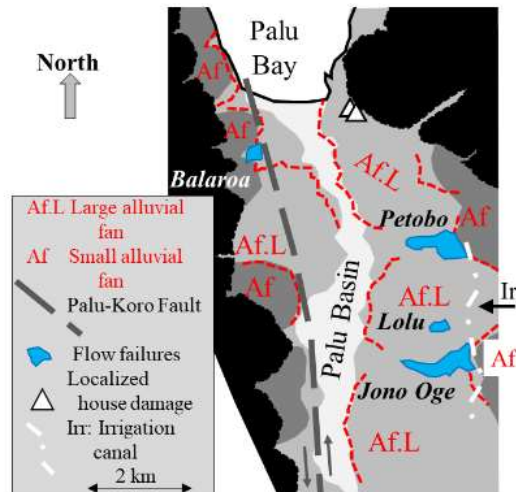 Palu
Bay
North
Af
Af
Balaroa
Af.L
Petobo
Af
Af.L
Af
Af.L
Lolu
Irr
Af
Jono Oge
Palu Basin
Af.L
Af.L Large alluvial
fan
Af Small alluvial
fan
Palu-Koro Fault
Flow failures
Localized
house damage
Irr: Irrigation
canal
2 km